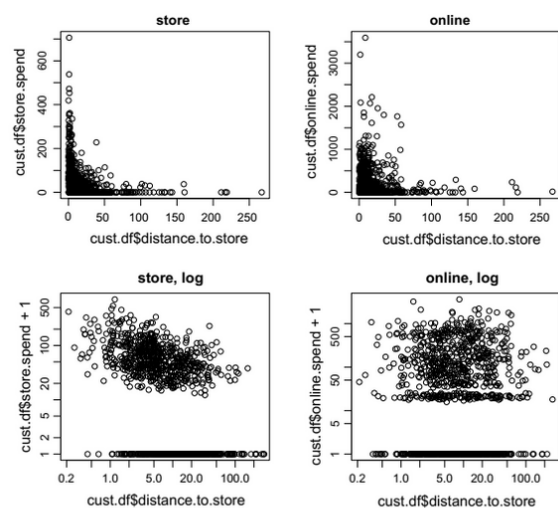 store
cust.df$store.spend
600
400
200
0
0 50 100 150 200 250
cust.df$distance.to.store
online
cust.df$online.spend
3000
2000
1000
0
0 50 100 150 200 250
cust.df$distance.to.store
store, log
cust.df$store.spend + 1
500
100
50
20
5
2
1
0.2 1.0 5.0 20.0 100.0
cust.df$distance.to.store
online, log
cust.df$online.spend + 1
500
50
5
1
0.2 1.0 5.0 20.0 100.0
cust.df$distance.to.store